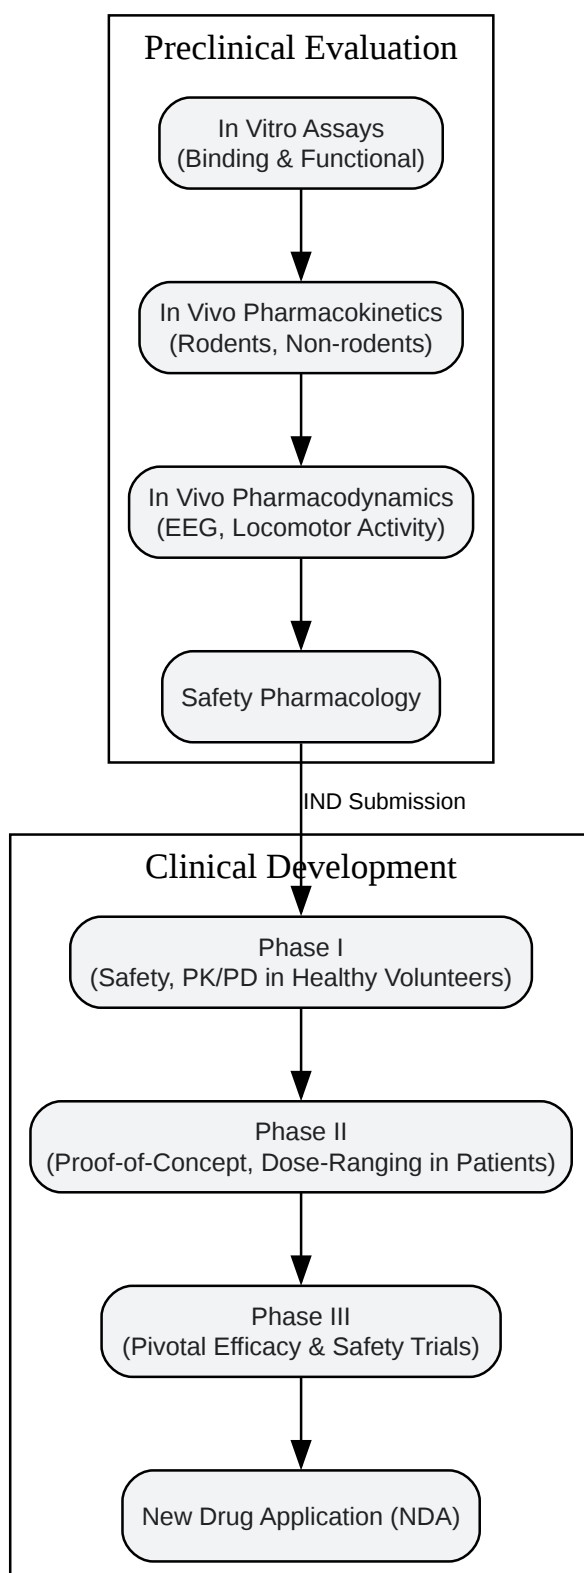 Preclinical Evaluation
In Vitro Assays
(Binding & Functional)
In Vivo Pharmacokinetics
(Rodents, Non-rodents)
In Vivo Pharmacodynamics
(EEG, Locomotor Activity)
Safety Pharmacology
IND Submission
Clinical Development
Phase I
(Safety, PK/PD in Healthy Volunteers)
Phase II
(Proof-of-Concept, Dose-Ranging in Patients)
Phase III
(Pivotal Efficacy & Safety Trials)
New Drug Application (NDA)